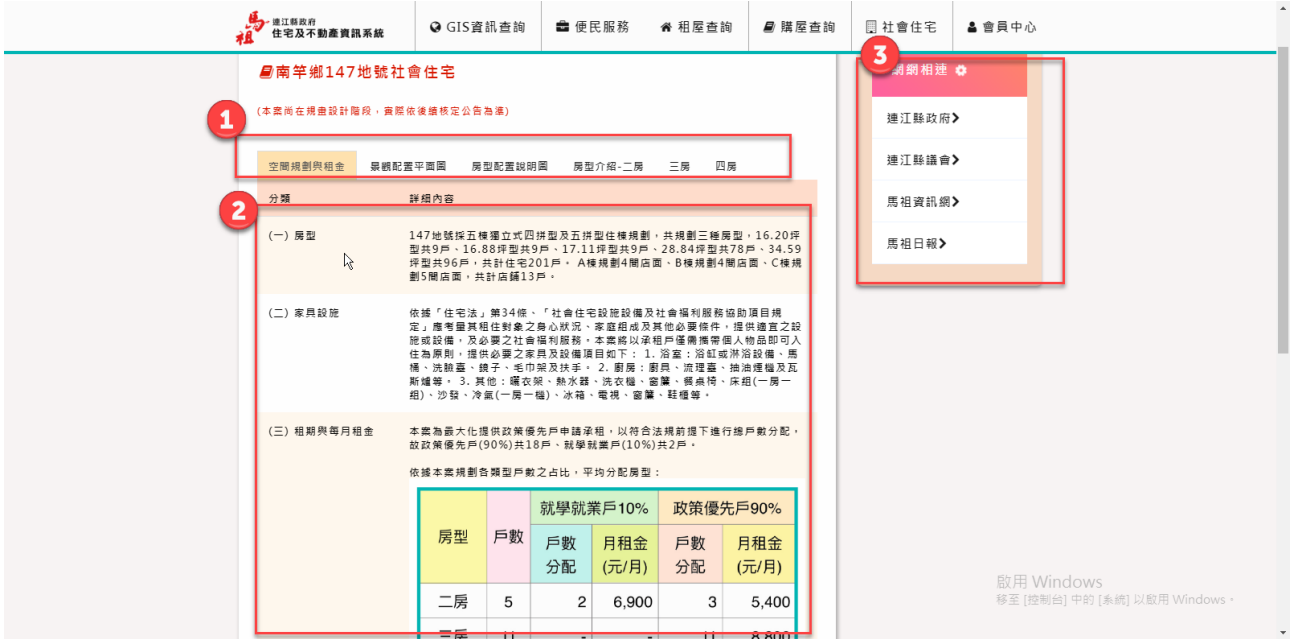 馬祖 連江縣政府
住宅及不動產資訊系統
GIS資訊查詢
便民服務
租屋查詢
購屋查詢
社會住宅
會員中心
南竿鄉147地號社會住宅
(本案尚在規畫設計階段，實際依後續核定公告為準)
1
空間規劃與租金 景觀配置平面圖 房型配置說明圖 房型介紹-二房 三房 四房
2
分類 詳細內容
(一) 房型
147地號採五棟獨立式四拼型及五拼型住棟規劃，共規劃三種房型，16.20坪
型共9戶、16.88坪型共9戶、17.11坪型共9戶、28.84坪型共78戶、34.59
坪型共96戶，共計住宅201戶。 A棟規劃4間店面、B棟規劃4間店面、C棟規
劃5間店面，共計店鋪13戶。
(二) 家具設施
依據「住宅法」第34條、「社會住宅設施設備及社會福利服務協助項目規
定」應考量其租住對象之身心狀況、家庭組成及其他必要條件，提供適宜之設
施或設備，及必要之社會福利服務。本案將以承租戶僅需攜帶個人物品即可入
住為原則，提供必要之家具及設備項目如下： 1. 浴室：浴缸或淋浴設備、馬
桶、洗臉臺、鏡子、毛巾架及扶手。 2. 廚房：廚具、流理臺、抽油煙機及瓦
斯爐等。 3. 其他：曬衣架、熱水器、洗衣機、窗簾、餐桌椅、床組(一房一
組)、沙發、冷氣(一房一機)、冰箱、電視、窗簾、鞋櫃等。
(三) 租期與每月租金
本案為最大化提供政策優先戶申請承租，以符合法規前提下進行總戶數分配，
故政策優先戶(90%)共18戶、就學就業戶(10%)共2戶。
依據本案規劃各類型戶數之占比，平均分配房型：
房型 戶數 就學就業戶10% 政策優先戶90%
戶數分配 月租金(元/月) 戶數分配 月租金(元/月)
二房 5 2 6,900 3 5,400
三房 11 - - 11 8,800
3
網網相連
連江縣政府
連江縣議會
馬祖資訊網
馬祖日報
啟用 Windows
移至 [控制台] 中的 [系統] 以啟用 Windows。